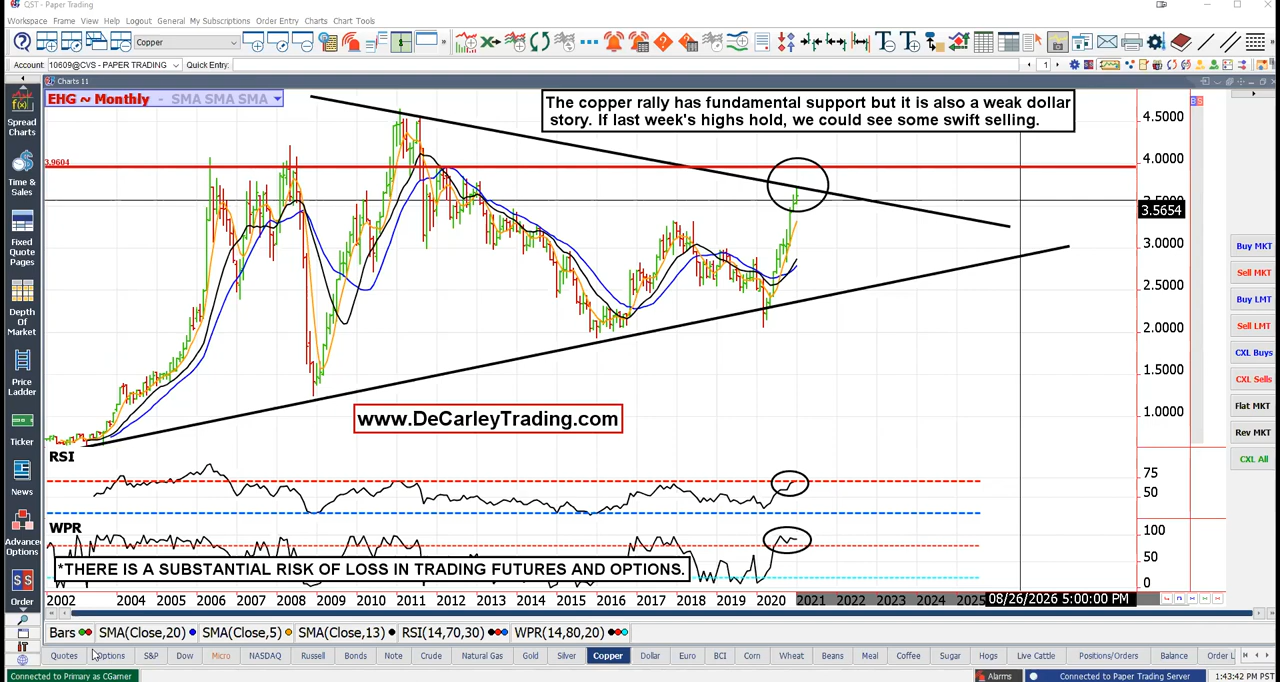 QST - Paper Trading
Workspace Frame View Help Logout General My Subscriptions Order Entry Charts Chart Tools
Copper
Account: 10609@CVS - PAPER TRADING Quick Entry: 1
Charts 11
EHG ~ Monthly - SMA SMA SMA
The copper rally has fundamental support but it is also a weak dollar
story. If last week's highs hold, we could see some swift selling.
3.9604
4.5000
4.0000
3.5654
3.0000
2.5000
2.0000
1.5000
1.0000
www.DeCarleyTrading.com
RSI
75
50
WPR
100
50
0
*THERE IS A SUBSTANTIAL RISK OF LOSS IN TRADING FUTURES AND OPTIONS.
2002 2004 2005 2006 2007 2008 2009 2010 2011 2012 2013 2014 2015 2016 2017 2018 2019 2020 2021 2022 2023 2024 2025 08/26/2026 5:00:00 PM
Bars SMA(Close,20) SMA(Close,5) SMA(Close,13) RSI(14,70,30) WPR(14,80,20)
Quotes Options S&P Dow Micro NASDAQ Russell Bonds Note Crude Natural Gas Gold Silver Copper Dollar Euro BCI Corn Wheat Beans Meal Coffee Sugar Hogs Live Cattle Positions/Orders Balance Order L
Connected to Primary as CGarner Alarms Connected to Paper Trading Server 1:43:42 PM PST
Spread
Charts
Time &
Sales
Fixed
Quote
Pages
Depth
Of
Market
Price
Ladder
Ticker
News
Advance
Options
Order
Buy MKT
Sell MKT
Buy LMT
Sell LMT
CXL Buys
CXL Sells
Flat MKT
Rev MKT
CXL All